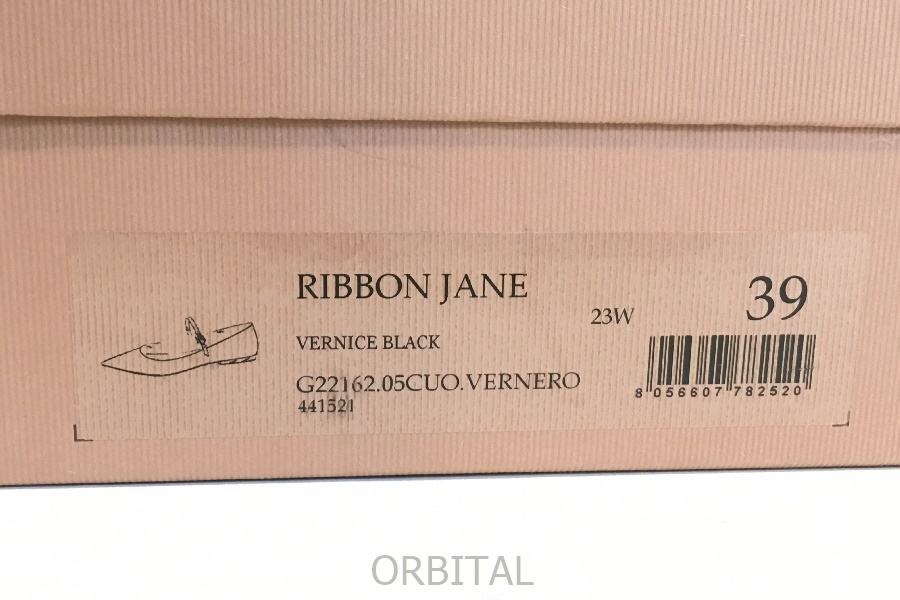 RIBBON JANE
23W
39
VERNICE BLACK
G22162.05CUO.VERNERO
441521
8 056607 782520
ORBITAL